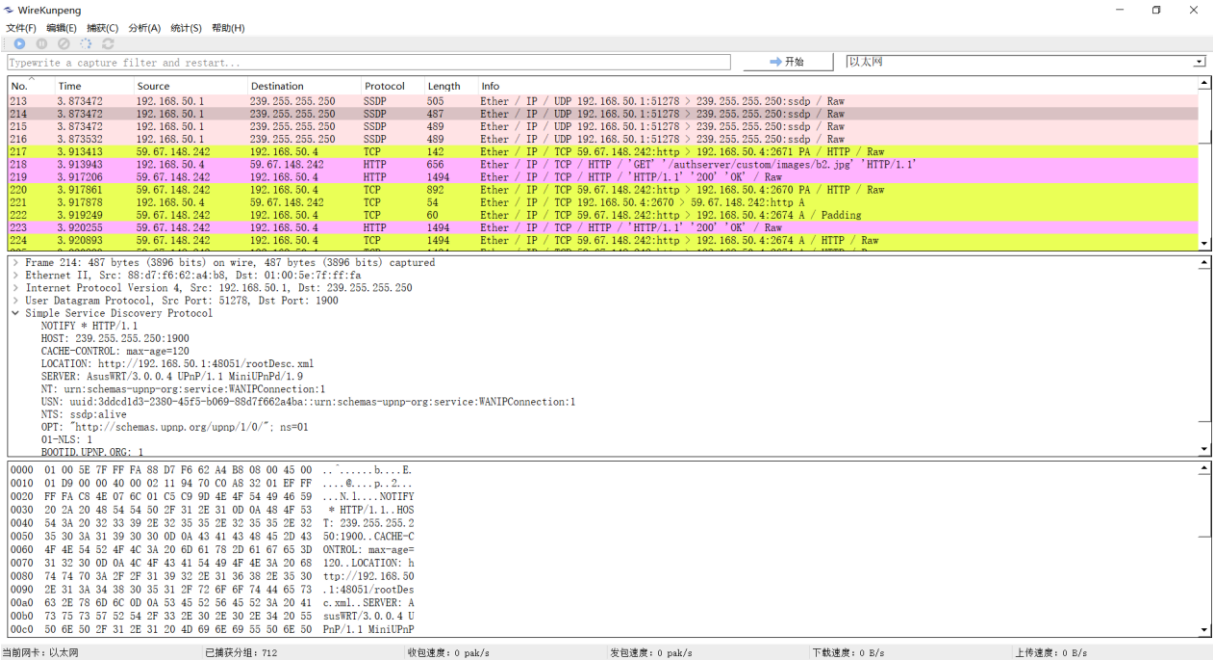 WireKunpeng
文件(F) 编辑(E) 捕获(C) 分析(A) 统计(S) 帮助(H)
Typewrite a capture filter and restart... 开始 以太网
No. Time Source Destination Protocol Length Info
213 3.873472 192.168.50.1 239.255.255.250 SSDP 505 Ether / IP / UDP 192.168.50.1:51278 > 239.255.255.250:ssdp / Raw
214 3.873472 192.168.50.1 239.255.255.250 SSDP 487 Ether / IP / UDP 192.168.50.1:51278 > 239.255.255.250:ssdp / Raw
215 3.873472 192.168.50.1 239.255.255.250 SSDP 489 Ether / IP / UDP 192.168.50.1:51278 > 239.255.255.250:ssdp / Raw
216 3.873532 192.168.50.1 239.255.255.250 SSDP 489 Ether / IP / UDP 192.168.50.1:51278 > 239.255.255.250:ssdp / Raw
217 3.913413 59.67.148.242 192.168.50.4 TCP 142 Ether / IP / TCP 59.67.148.242:http > 192.168.50.4:2671 PA / HTTP / Raw
218 3.913943 192.168.50.4 59.67.148.242 HTTP 656 Ether / IP / TCP / HTTP / 'GET' '/authserver/custom/images/b2.jpg' 'HTTP/1.1'
219 3.917206 59.67.148.242 192.168.50.4 HTTP 1494 Ether / IP / TCP / HTTP / 'HTTP/1.1' '200' 'OK' / Raw
220 3.917861 59.67.148.242 192.168.50.4 TCP 892 Ether / IP / TCP 59.67.148.242:http > 192.168.50.4:2670 PA / HTTP / Raw
221 3.917878 192.168.50.4 59.67.148.242 TCP 54 Ether / IP / TCP 192.168.50.4:2670 > 59.67.148.242:http A
222 3.919249 59.67.148.242 192.168.50.4 TCP 60 Ether / IP / TCP 59.67.148.242:http > 192.168.50.4:2674 A / Padding
223 3.920255 59.67.148.242 192.168.50.4 HTTP 1494 Ether / IP / TCP / HTTP / 'HTTP/1.1' '200' 'OK' / Raw
224 3.920893 59.67.148.242 192.168.50.4 TCP 1494 Ether / IP / TCP 59.67.148.242:http > 192.168.50.4:2674 A / HTTP / Raw
> Frame 214: 487 bytes (3896 bits) on wire, 487 bytes (3896 bits) captured
> Ethernet II, Src: 88:d7:f6:62:a4:b8, Dst: 01:00:5e:7f:ff:fa
> Internet Protocol Version 4, Src: 192.168.50.1, Dst: 239.255.255.250
> User Datagram Protocol, Src Port: 51278, Dst Port: 1900
Simple Service Discovery Protocol
NOTIFY * HTTP/1.1
HOST: 239.255.255.250:1900
CACHE-CONTROL: max-age=120
LOCATION: http://192.168.50.1:48051/rootDesc.xml
SERVER: AsusWRT/3.0.0.4 UPnP/1.1 MiniUPnPd/1.9
NT: urn:schemas-upnp-org:service:WANIPConnection:1
USN: uuid:3ddcd1d3-2380-45f5-b069-88d7f662a4ba::urn:schemas-upnp-org:service:WANIPConnection:1
NTS: ssdp:alive
OPT: "http://schemas.upnp.org/upnp/1/0/"; ns=01
01-NLS: 1
BOOTID.UPNP.ORG: 1
0000 01 00 5E 7F FF FA 88 D7 F6 62 A4 B8 08 00 45 00 ..^......b....E.
0010 01 D9 00 00 40 00 02 11 94 70 C0 A8 32 01 EF FF ....@....p..2...
0020 FF FA C8 4E 07 6C 01 C5 C9 9D 4E 4F 54 49 46 59 ...N.l....NOTIFY
0030 20 2A 20 48 54 54 50 2F 31 2E 31 0D 0A 48 4F 53 * HTTP/1.1..HOS
0040 54 3A 20 32 33 39 2E 32 35 35 2E 32 35 35 2E 32 T: 239.255.255.2
0050 35 30 3A 31 39 30 30 0D 0A 43 41 43 48 45 2D 43 50:1900..CACHE-C
0060 4F 4E 54 52 4F 4C 3A 20 6D 61 78 2D 61 67 65 3D ONTROL: max-age=
0070 31 32 30 0D 0A 4C 4F 43 41 54 49 4F 4E 3A 20 68 120..LOCATION: h
0080 74 74 70 3A 2F 2F 31 39 32 2E 31 36 38 2E 35 30 ttp://192.168.50
0090 2E 31 3A 34 38 30 35 31 2F 72 6F 6F 74 44 65 73 .1:48051/rootDes
00a0 63 2E 78 6D 6C 0D 0A 53 45 52 56 45 52 3A 20 41 c.xml..SERVER: A
00b0 73 75 73 57 52 54 2F 33 2E 30 2E 30 2E 34 20 55 susWRT/3.0.0.4 U
00c0 50 6E 50 2F 31 2E 31 20 4D 69 6E 69 55 50 6E 50 PnP/1.1 MiniUPnP
当前网卡：以太网 已捕获分组：712 收包速度：0 pak/s 发包速度：0 pak/s 下载速度：0 B/s 上传速度：0 B/s